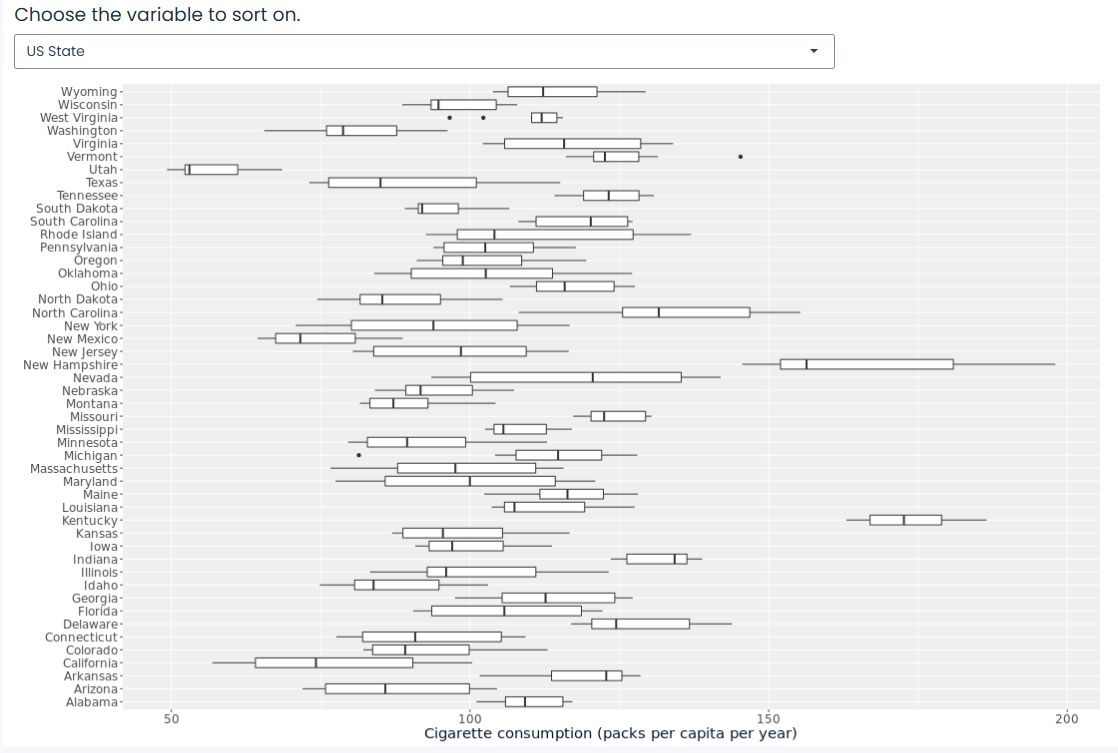 Choose the variable to sort on.
US State
Wyoming
Wisconsin
West Virginia
Washington
Virginia
Vermont
Utah
Texas
Tennessee
South Dakota
South Carolina
Rhode Island
Pennsylvania
Oregon
Oklahoma
Ohio
North Dakota
North Carolina
New York
New Mexico
New Jersey
New Hampshire
Nevada
Nebraska
Montana
Missouri
Mississippi
Minnesota
Michigan
Massachusetts
Maryland
Maine
Louisiana
Kentucky
Kansas
Iowa
Indiana
Illinois
Idaho
Georgia
Florida
Delaware
Connecticut
Colorado
California
Arkansas
Arizona
Alabama
50 100 150 200
Cigarette consumption (packs per capita per year)